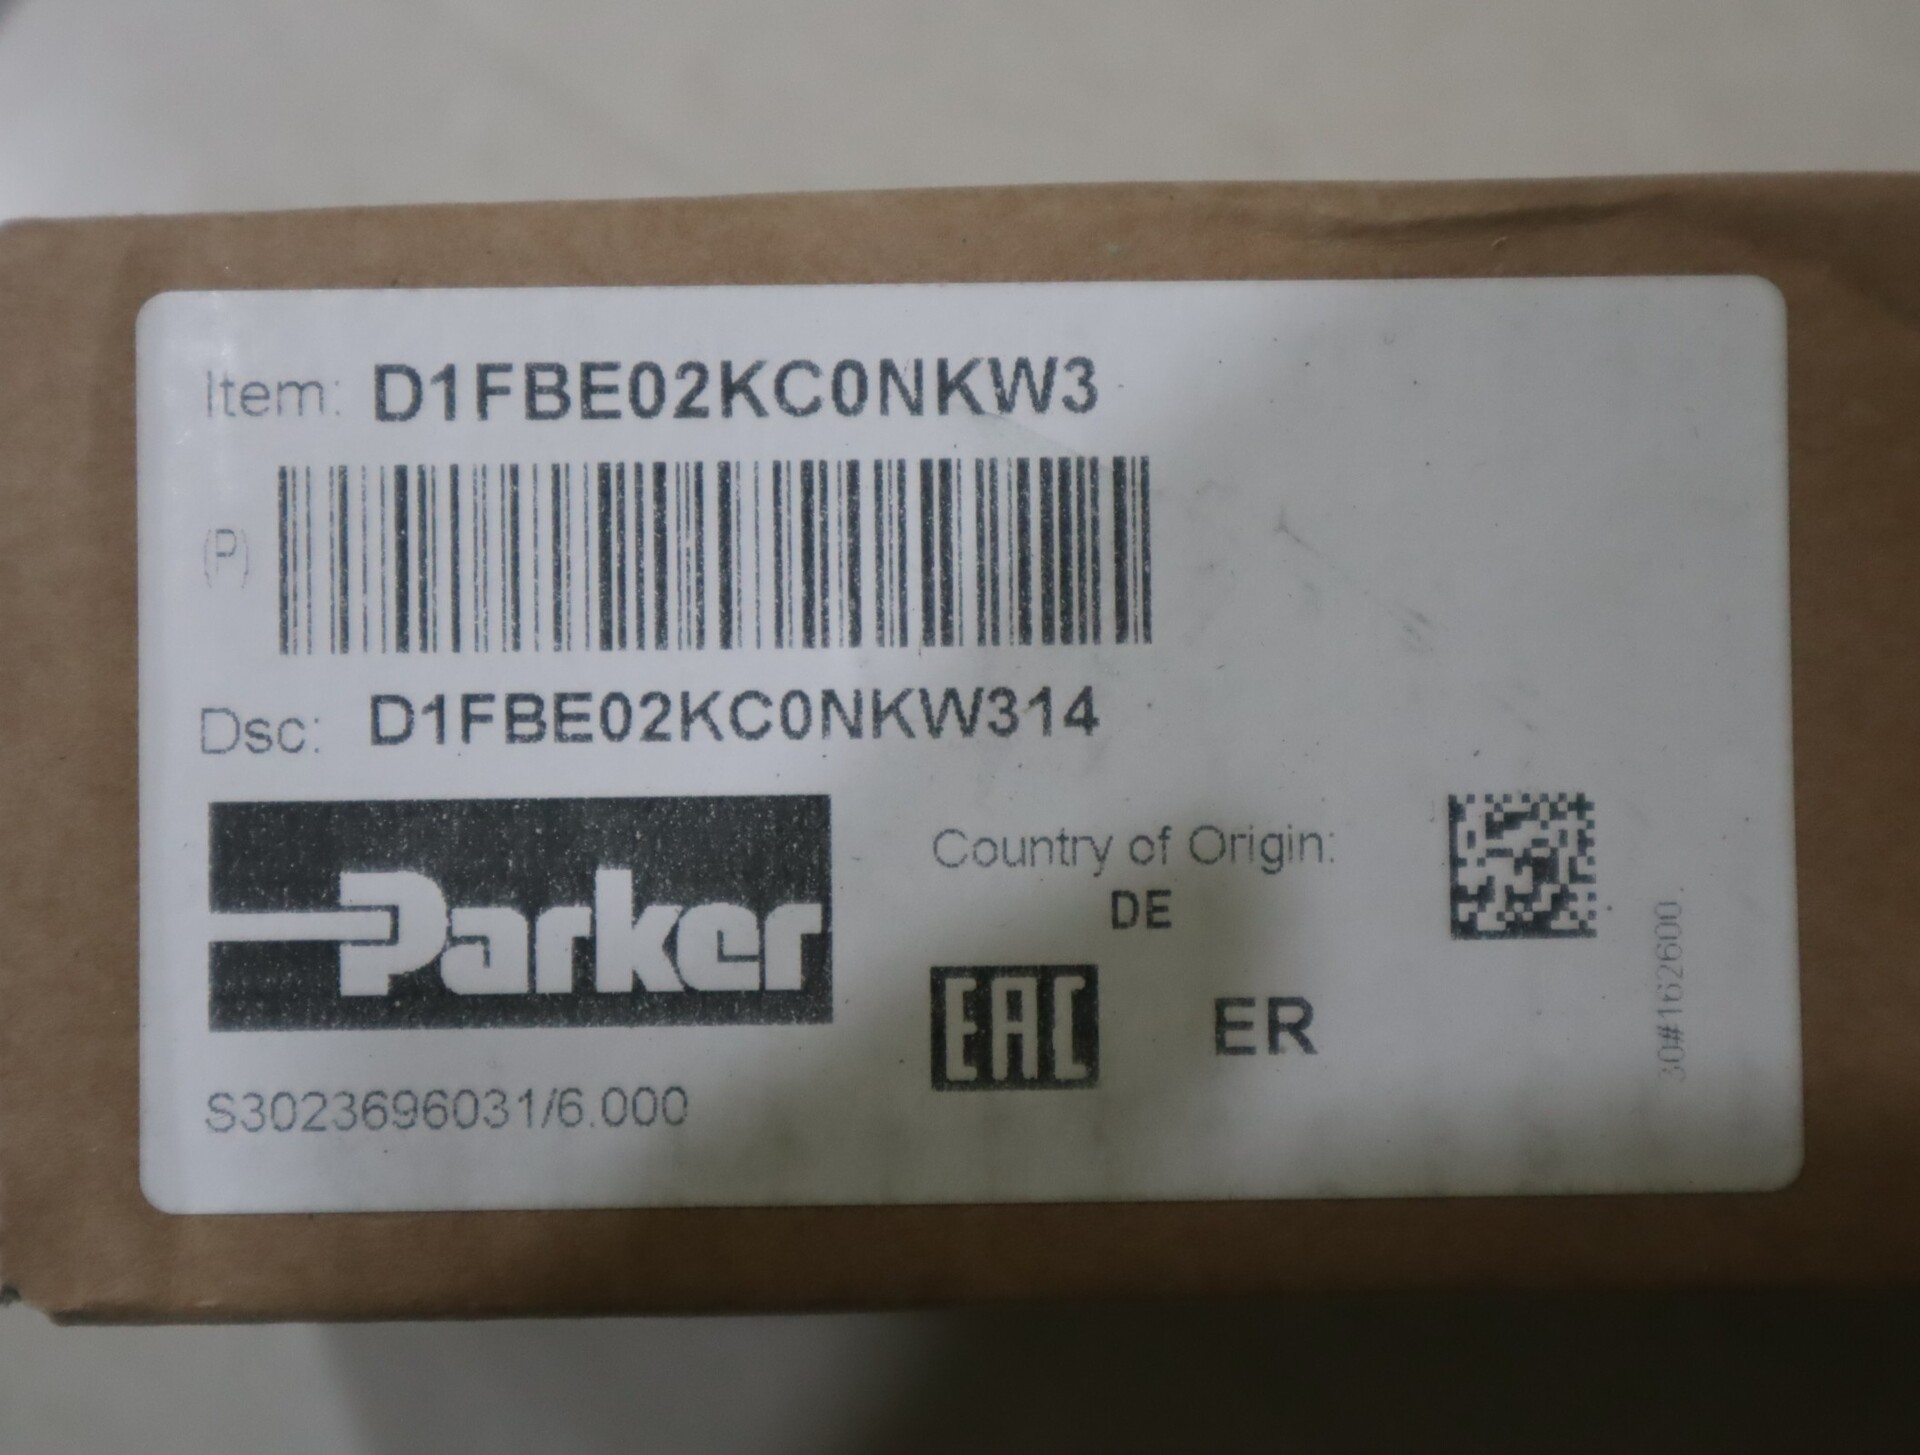 Item: D1FBE02KC0NKW3
(P)
Dsc: D1FBE02KC0NKW314
Parker
Country of Origin:
DE
EAC
ER
S3023696031/6.000
30#162600.